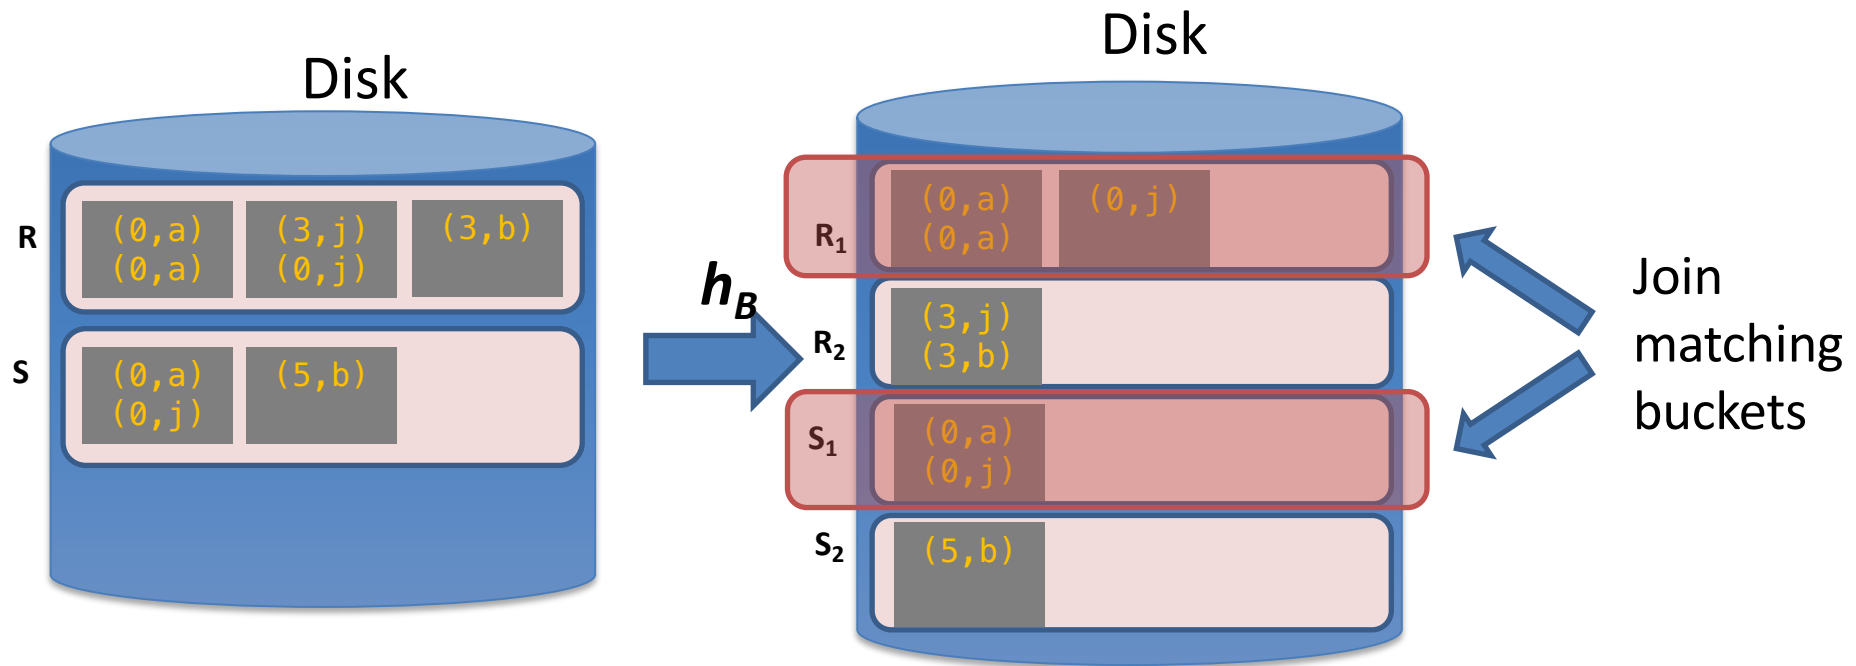 Disk
R
(0,a)
(0,a)
(3,j)
(0,j)
(3,b)
S
(0,a)
(0,j)
(5,b)
h_B
Disk
R₁
(0,a)
(0,a)
(0,j)
R₂
(3,j)
(3,b)
S₁
(0,a)
(0,j)
S₂
(5,b)
Join
matching
buckets